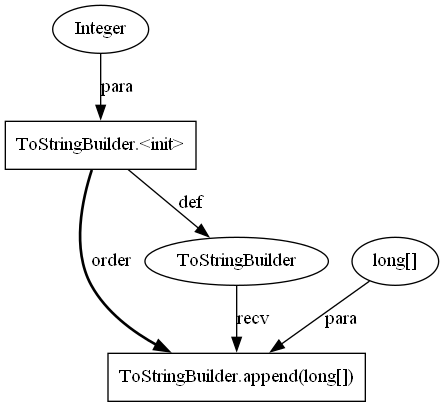 Integer
para
ToStringBuilder.<init>
def
order
ToStringBuilder
long[]
recv
para
ToStringBuilder.append(long[])